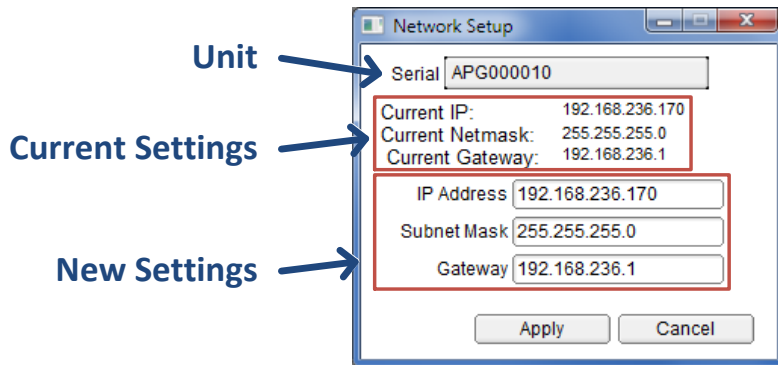 Network Setup
Unit
Serial APG000010
Current Settings
Current IP: 192.168.236.170
Current Netmask: 255.255.255.0
Current Gateway: 192.168.236.1
New Settings
IP Address 192.168.236.170
Subnet Mask 255.255.255.0
Gateway 192.168.236.1
Apply Cancel